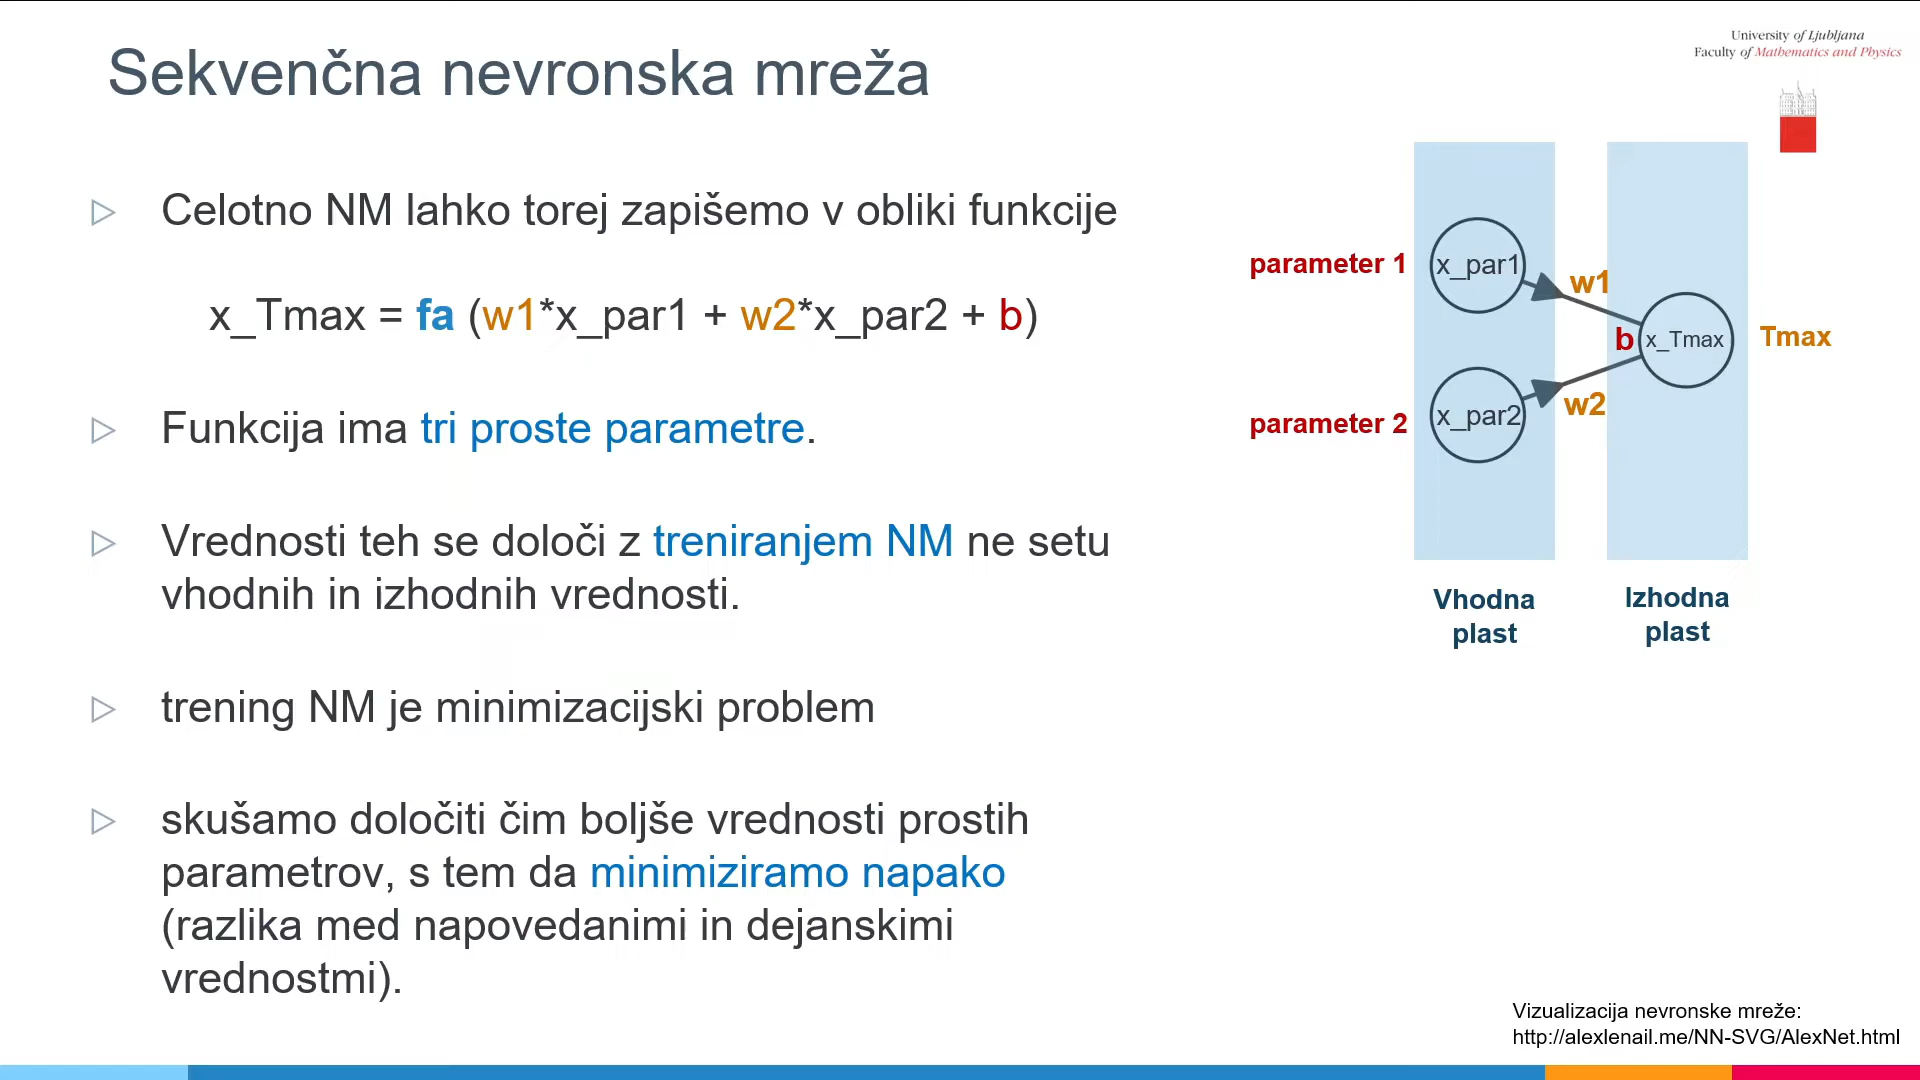 Sekvenčna nevronska mreža
University of Ljubljana
Faculty of Mathematics and Physics
Celotno NM lahko torej zapišemo v obliki funkcije
x_Tmax = fa (w1*x_par1 + w2*x_par2 + b)
Funkcija ima tri proste parametre.
Vrednosti teh se določi z treniranjem NM ne setu
vhodnih in izhodnih vrednosti.
trening NM je minimizacijski problem
skušamo določiti čim boljše vrednosti prostih
parametrov, s tem da minimiziramo napako
(razlika med napovedanimi in dejanskimi
vrednostmi).
parameter 1
x_par1
w1
b
x_Tmax
Tmax
parameter 2
x_par2
w2
Vhodna
plast
Izhodna
plast
Vizualizacija nevronske mreže:
http://alexlenail.me/NN-SVG/AlexNet.html